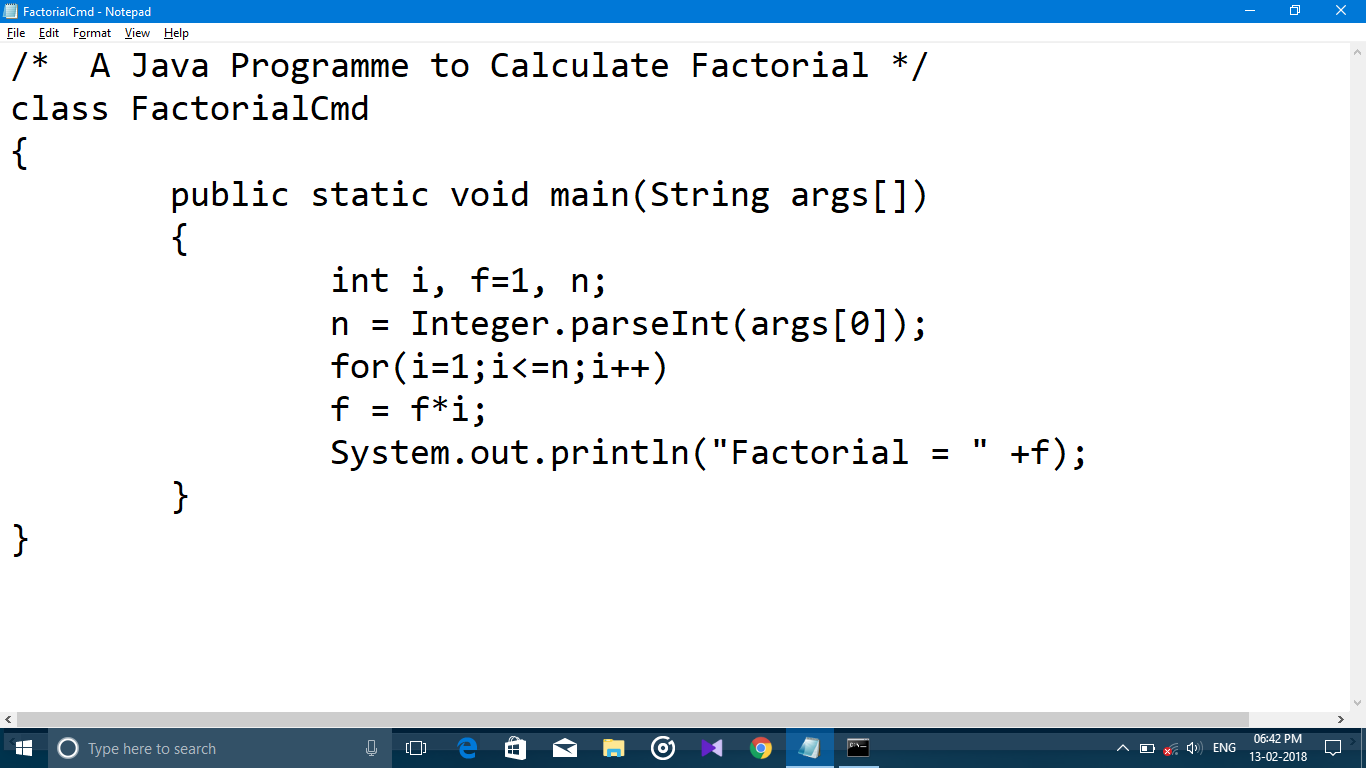 FactorialCmd - Notepad
File Edit Format View Help
/*  A Java Programme to Calculate Factorial */
class FactorialCmd
{
        public static void main(String args[])
        {
                int i, f=1, n;
                n = Integer.parseInt(args[0]);
                for(i=1;i<=n;i++)
                f = f*i;
                System.out.println("Factorial = " +f);
        }
}
Type here to search
ENG
06:42 PM
13-02-2018